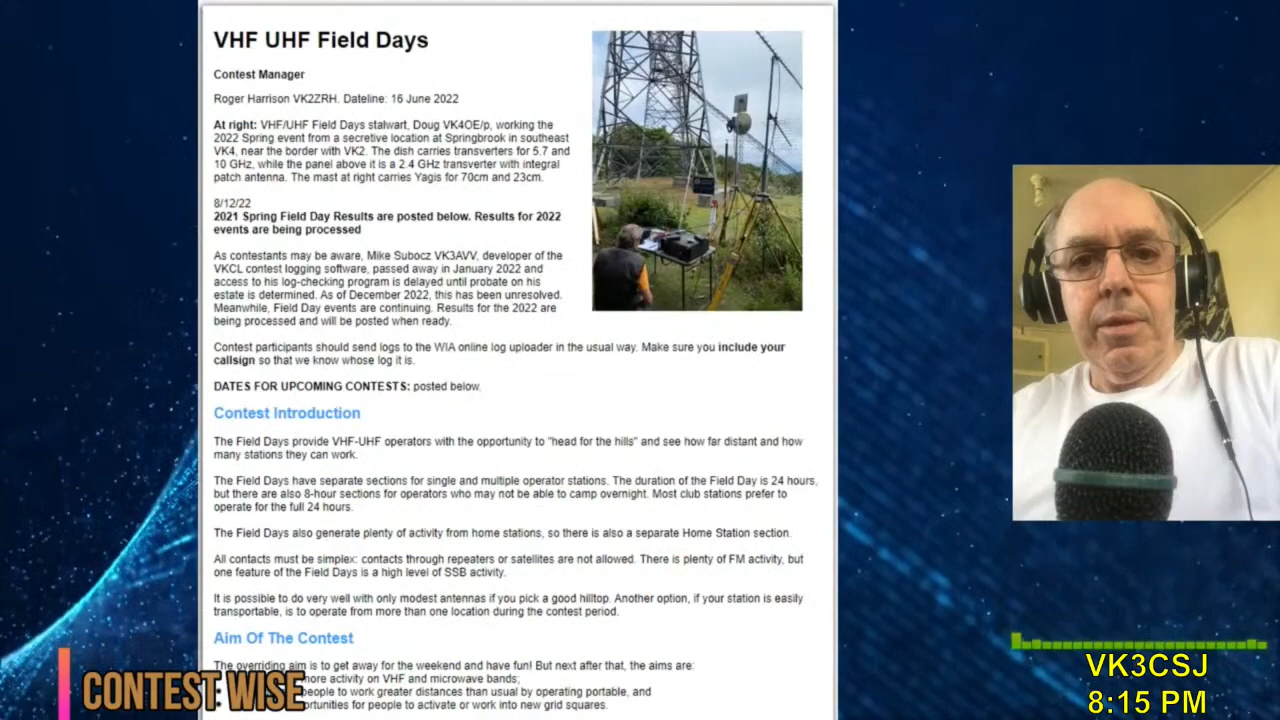 VHF UHF Field Days
Contest Manager
Roger Harrison VK2ZRH. Dateline: 16 June 2022
At right: VHF/UHF Field Days stalwart, Doug VK4OE/p, working the
2022 Spring event from a secretive location at Springbrook in southeast
VK4, near the border with VK2. The dish carries transverters for 5.7 and
10 GHz, while the panel above it is a 2.4 GHz transverter with integral
patch antenna. The mast at right carries Yagis for 70cm and 23cm.
8/12/22
2021 Spring Field Day Results are posted below. Results for 2022
events are being processed
As contestants may be aware, Mike Subocz VK3AVV, developer of the
VKCL contest logging software, passed away in January 2022 and
access to his log-checking program is delayed until probate on his
estate is determined. As of December 2022, this has been unresolved.
Meanwhile, Field Day events are continuing. Results for the 2022 are
being processed and will be posted when ready.
Contest participants should send logs to the WIA online log uploader in the usual way. Make sure you include your
callsign so that we know whose log it is.
DATES FOR UPCOMING CONTESTS: posted below.
Contest Introduction
The Field Days provide VHF-UHF operators with the opportunity to "head for the hills" and see how far distant and how
many stations they can work.
The Field Days have separate sections for single and multiple operator stations. The duration of the Field Day is 24 hours,
but there are also 8-hour sections for operators who may not be able to camp overnight. Most club stations prefer to
operate for the full 24 hours.
The Field Days also generate plenty of activity from home stations, so there is also a separate Home Station section.
All contacts must be simplex: contacts through repeaters or satellites are not allowed. There is plenty of FM activity, but
one feature of the Field Days is a high level of SSB activity.
It is possible to do very well with only modest antennas if you pick a good hilltop. Another option, if your station is easily
transportable, is to operate from more than one location during the contest period.
Aim Of The Contest
The overriding aim is to get away for the weekend and have fun! But next after that, the aims are:
more activity on VHF and microwave bands;
people to work greater distances than usual by operating portable, and
for people to activate or work into new grid squares.
CONTEST WISE
VK3CSJ
8:15 PM